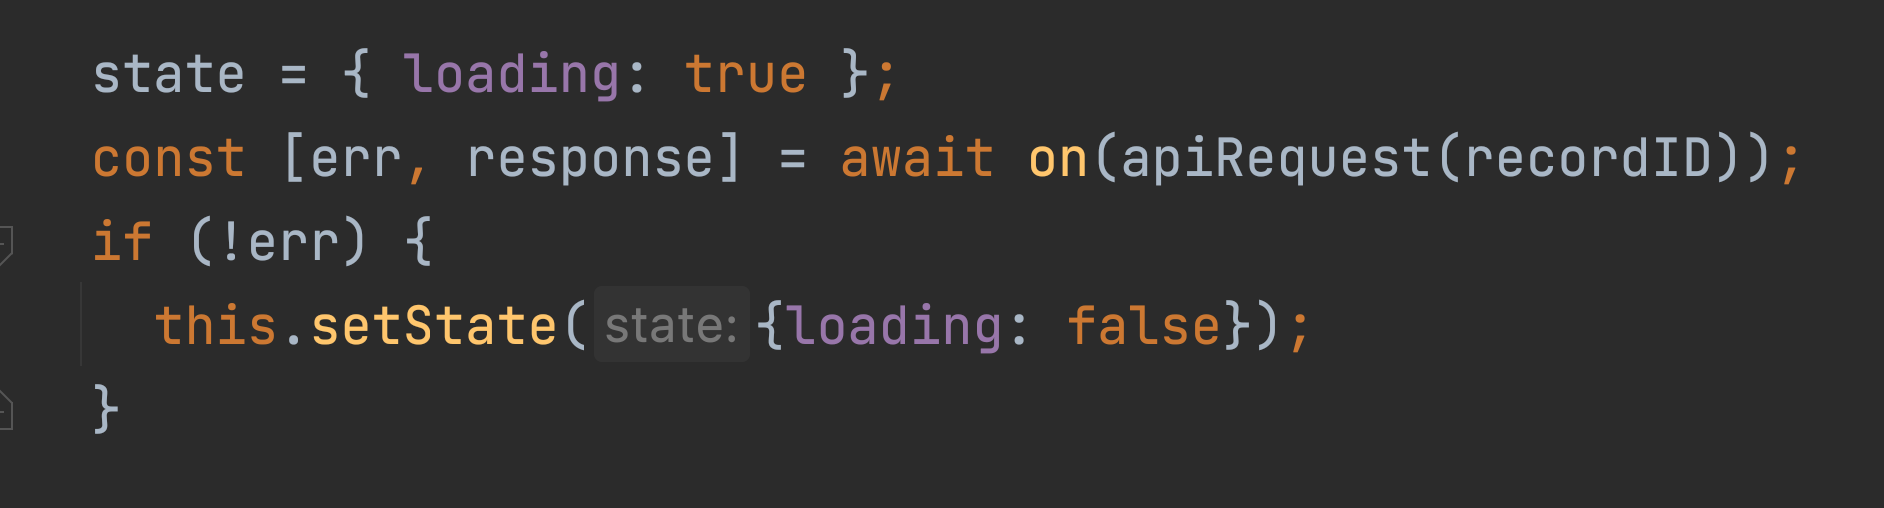 state = { loading: true };
const [err, response] = await on(apiRequest(recordID));
if (!err) {
this.setState( state: {loading: false});
}